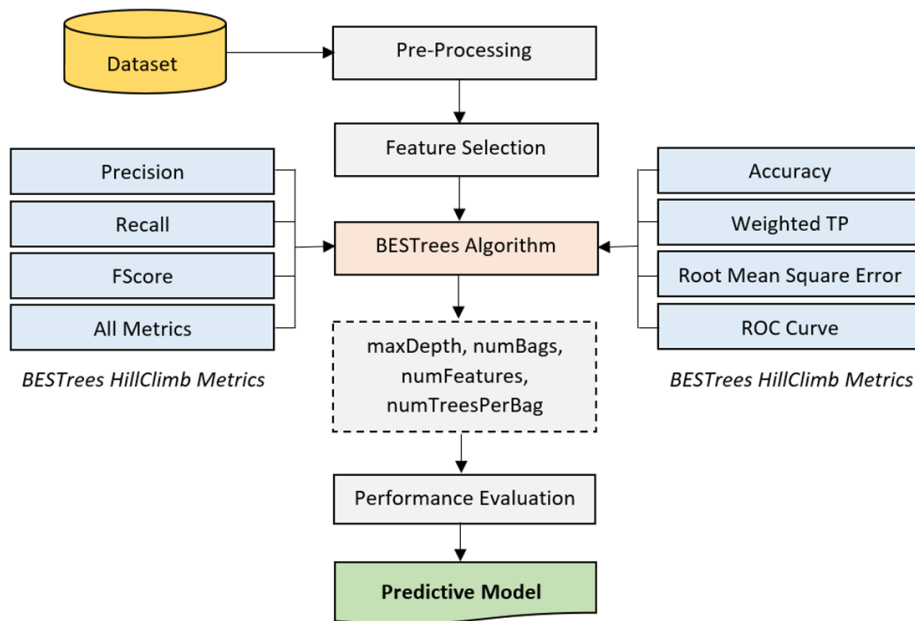 Dataset
Pre-Processing
Feature Selection
Precision
Recall
FScore
All Metrics
BESTrees HillClimb Metrics
BESTrees Algorithm
Accuracy
Weighted TP
Root Mean Square Error
ROC Curve
BESTrees HillClimb Metrics
maxDepth, numBags,
numFeatures,
numTreesPerBag
Performance Evaluation
Predictive Model